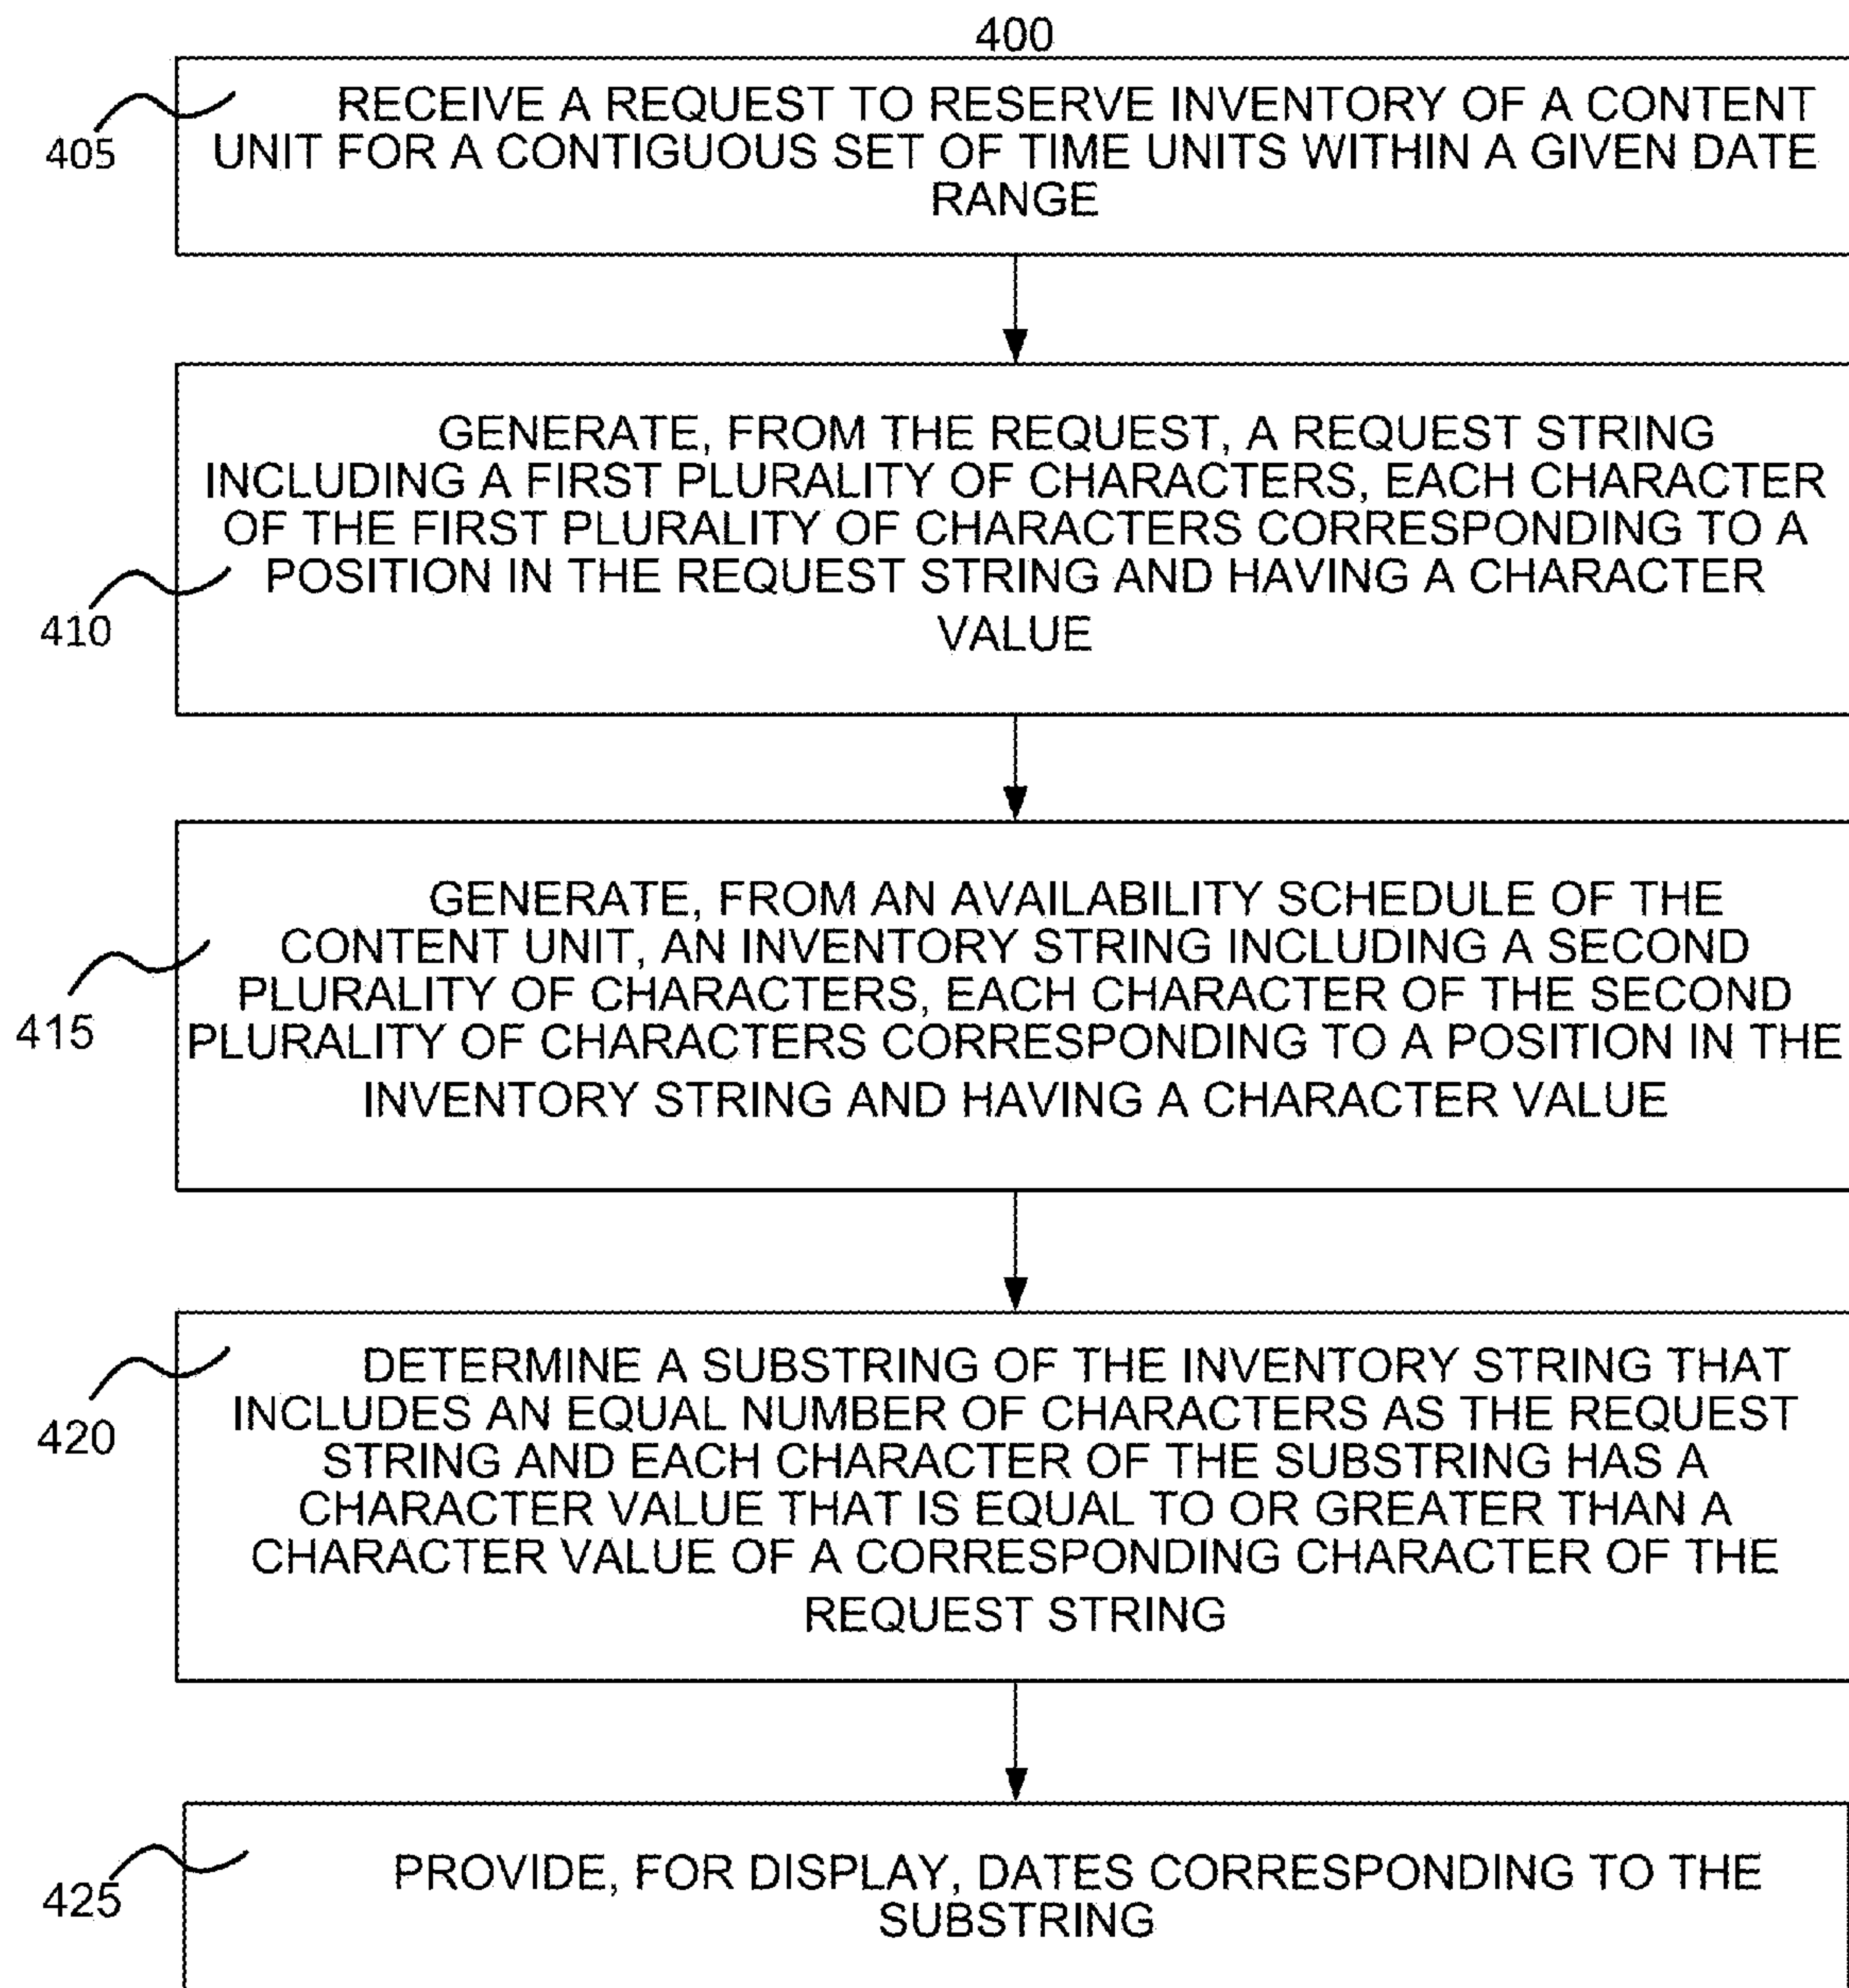 400
405
RECEIVE A REQUEST TO RESERVE INVENTORY OF A CONTENT
UNIT FOR A CONTIGUOUS SET OF TIME UNITS WITHIN A GIVEN DATE
RANGE
410
GENERATE, FROM THE REQUEST, A REQUEST STRING
INCLUDING A FIRST PLURALITY OF CHARACTERS, EACH CHARACTER
OF THE FIRST PLURALITY OF CHARACTERS CORRESPONDING TO A
POSITION IN THE REQUEST STRING AND HAVING A CHARACTER
VALUE
415
GENERATE, FROM AN AVAILABILITY SCHEDULE OF THE
CONTENT UNIT, AN INVENTORY STRING INCLUDING A SECOND
PLURALITY OF CHARACTERS, EACH CHARACTER OF THE SECOND
PLURALITY OF CHARACTERS CORRESPONDING TO A POSITION IN THE
INVENTORY STRING AND HAVING A CHARACTER VALUE
420
DETERMINE A SUBSTRING OF THE INVENTORY STRING THAT
INCLUDES AN EQUAL NUMBER OF CHARACTERS AS THE REQUEST
STRING AND EACH CHARACTER OF THE SUBSTRING HAS A
CHARACTER VALUE THAT IS EQUAL TO OR GREATER THAN A
CHARACTER VALUE OF A CORRESPONDING CHARACTER OF THE
REQUEST STRING
425
PROVIDE, FOR DISPLAY, DATES CORRESPONDING TO THE
SUBSTRING